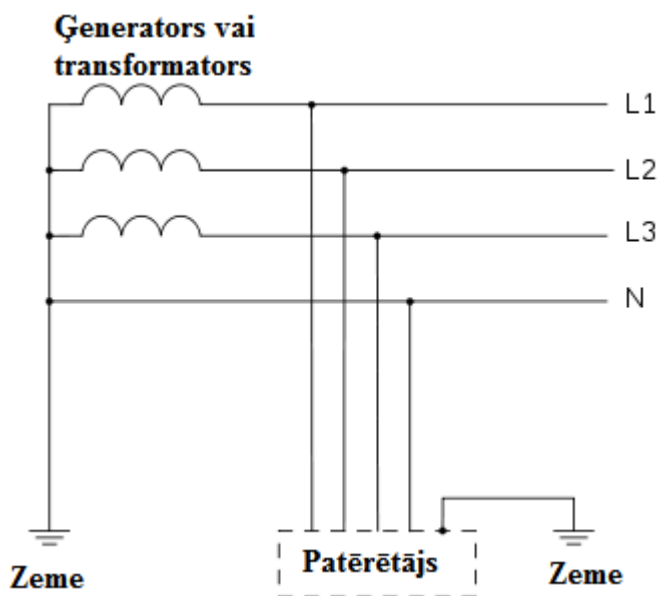 Ģenerators vai
transformators
L1
L2
L3
N
Patērētājs
Zeme
Zeme